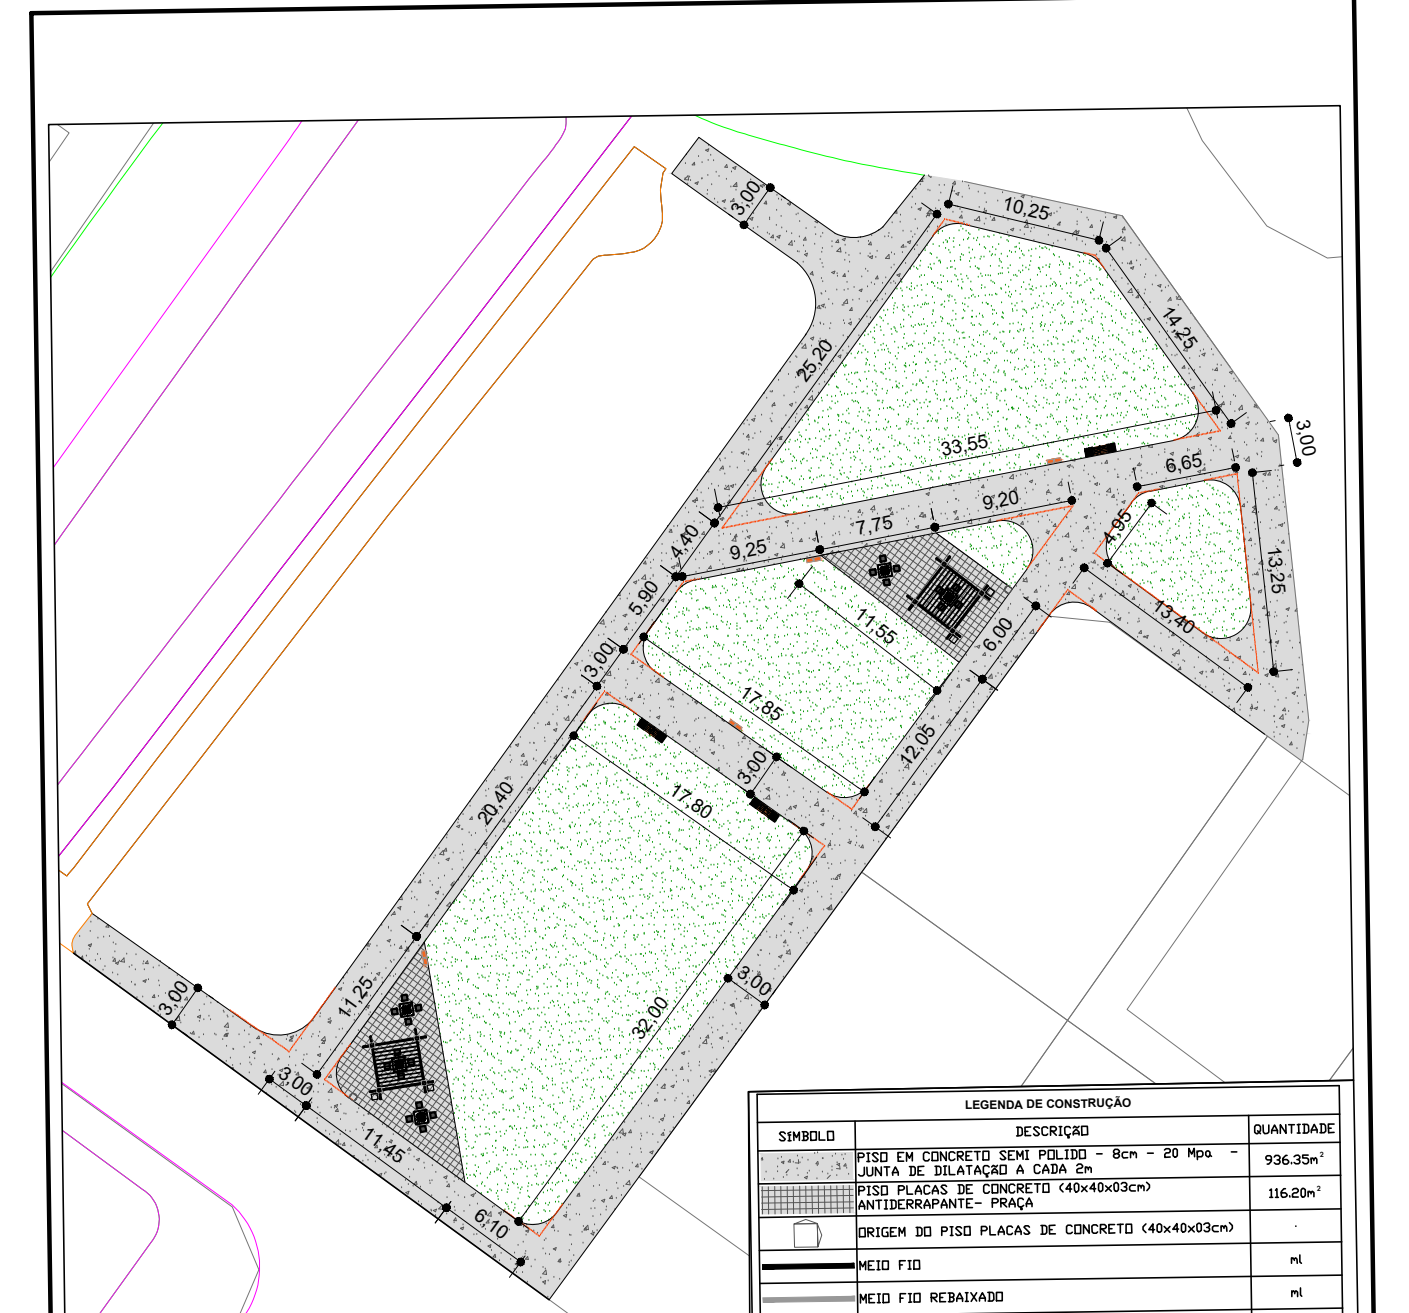 3,00
10,25
14,25
25,20
33,55
3,00
6,65
9,20
7,75
4,95
4,40
9,25
13,25
5,90
11,55
13,40
6,00
3,00
17,85
12,05
3,00
20,40
17,80
11,25
3,00
3,00
32,00
3,00
11,45
6,10
LEGENDA DE CONSTRUÇÃO
SÍMBOLO DESCRIÇÃO QUANTIDADE
PISO EM CONCRETO SEMI POLIDO - 8cm - 20 Mpa -
JUNTA DE DILATAÇÃO A CADA 2m
936.35m²
PISO PLACAS DE CONCRETO (40x40x03cm)
ANTIDERRAPANTE- PRAÇA
116.20m²
ORIGEM DO PISO PLACAS DE CONCRETO (40x40x03cm)
MEIO FIO ml
MEIO FIO REBAIXADO ml